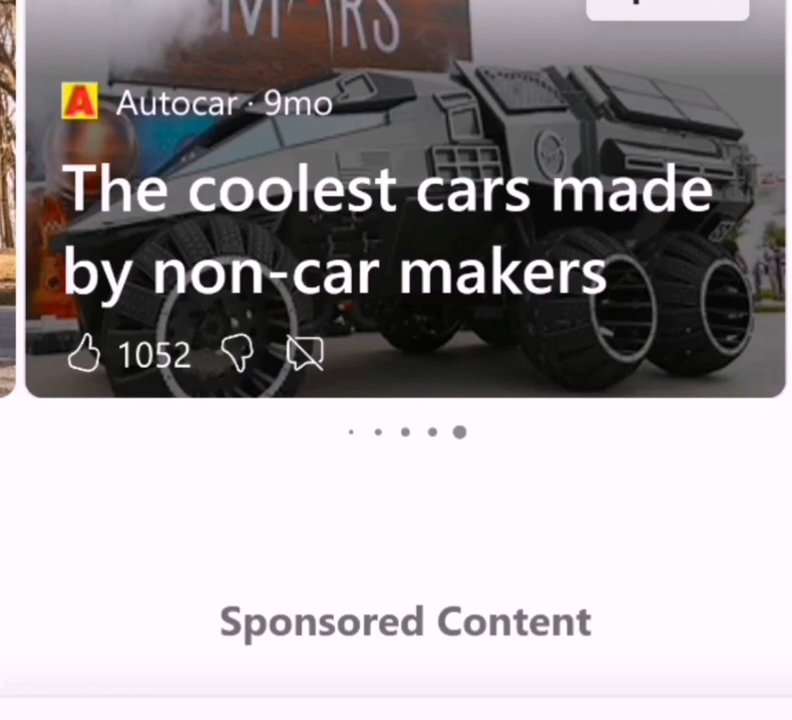 Autocar · 9mo
The coolest cars made
by non-car makers
1052
Sponsored Content